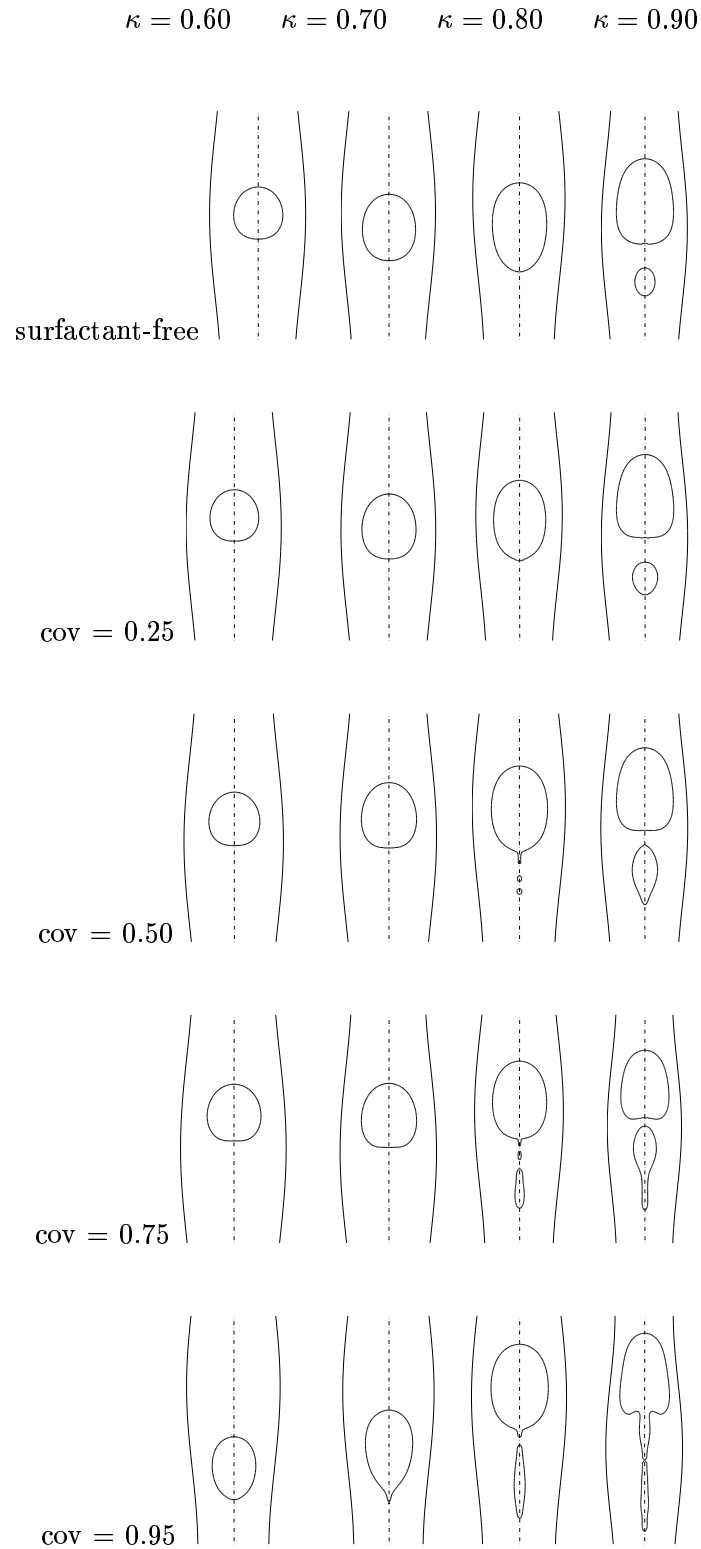 κ = 0.60 κ = 0.70 κ = 0.80 κ = 0.90
surfactant-free
cov = 0.25
cov = 0.50
cov = 0.75
cov = 0.95